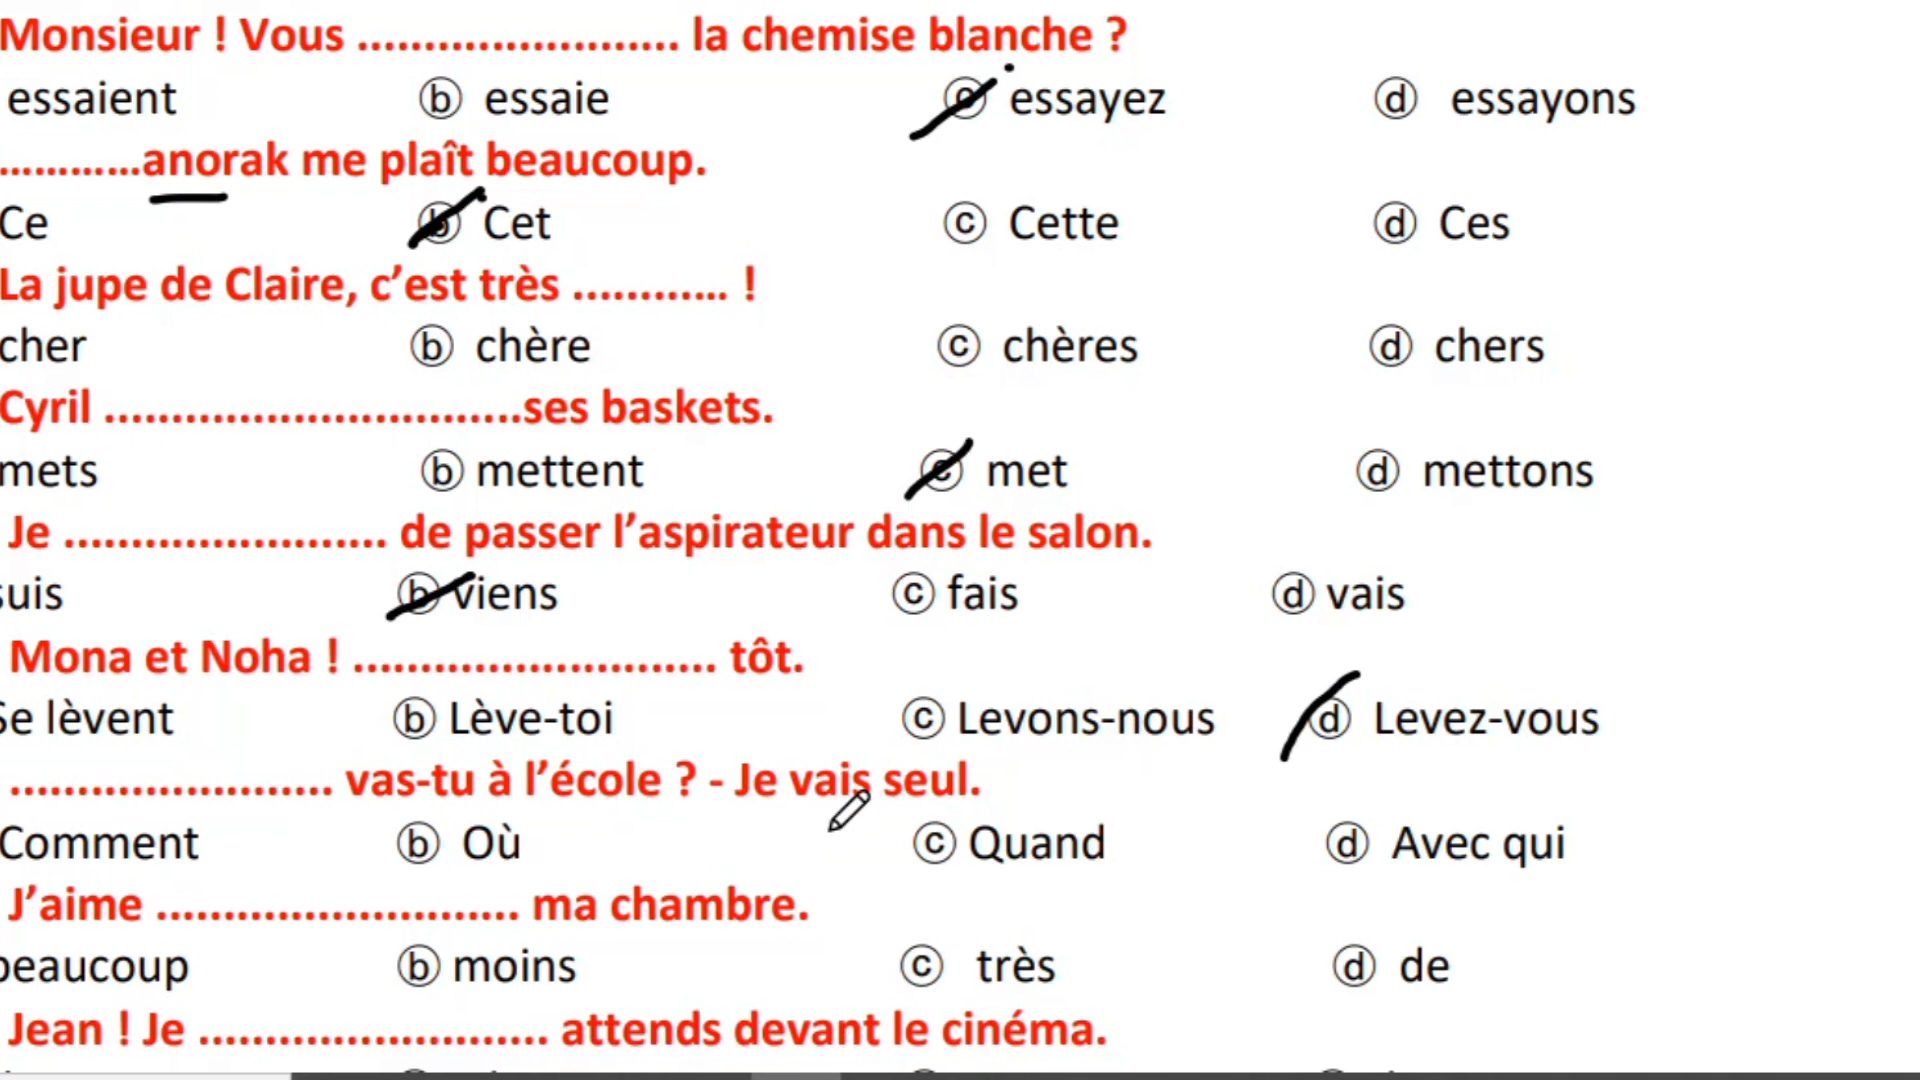 Monsieur ! Vous ........................ la chemise blanche ?
essaient ⓑ essaie ⓒ essayez ⓓ essayons
............anorak me plaît beaucoup.
Ce ⓑ Cet ⓒ Cette ⓓ Ces
La jupe de Claire, c’est très ............ !
cher ⓑ chère ⓒ chères ⓓ chers
Cyril ...............................ses baskets.
mets ⓑ mettent ⓒ met ⓓ mettons
Je ........................ de passer l’aspirateur dans le salon.
suis ⓑ viens ⓒ fais ⓓ vais
Mona et Noha ! ........................... tôt.
Se lèvent ⓑ Lève-toi ⓒ Levons-nous ⓓ Levez-vous
........................ vas-tu à l’école ? - Je vais seul.
Comment ⓑ Où ⓒ Quand ⓓ Avec qui
J’aime ........................... ma chambre.
beaucoup ⓑ moins ⓒ très ⓓ de
Jean ! Je .......................... attends devant le cinéma.